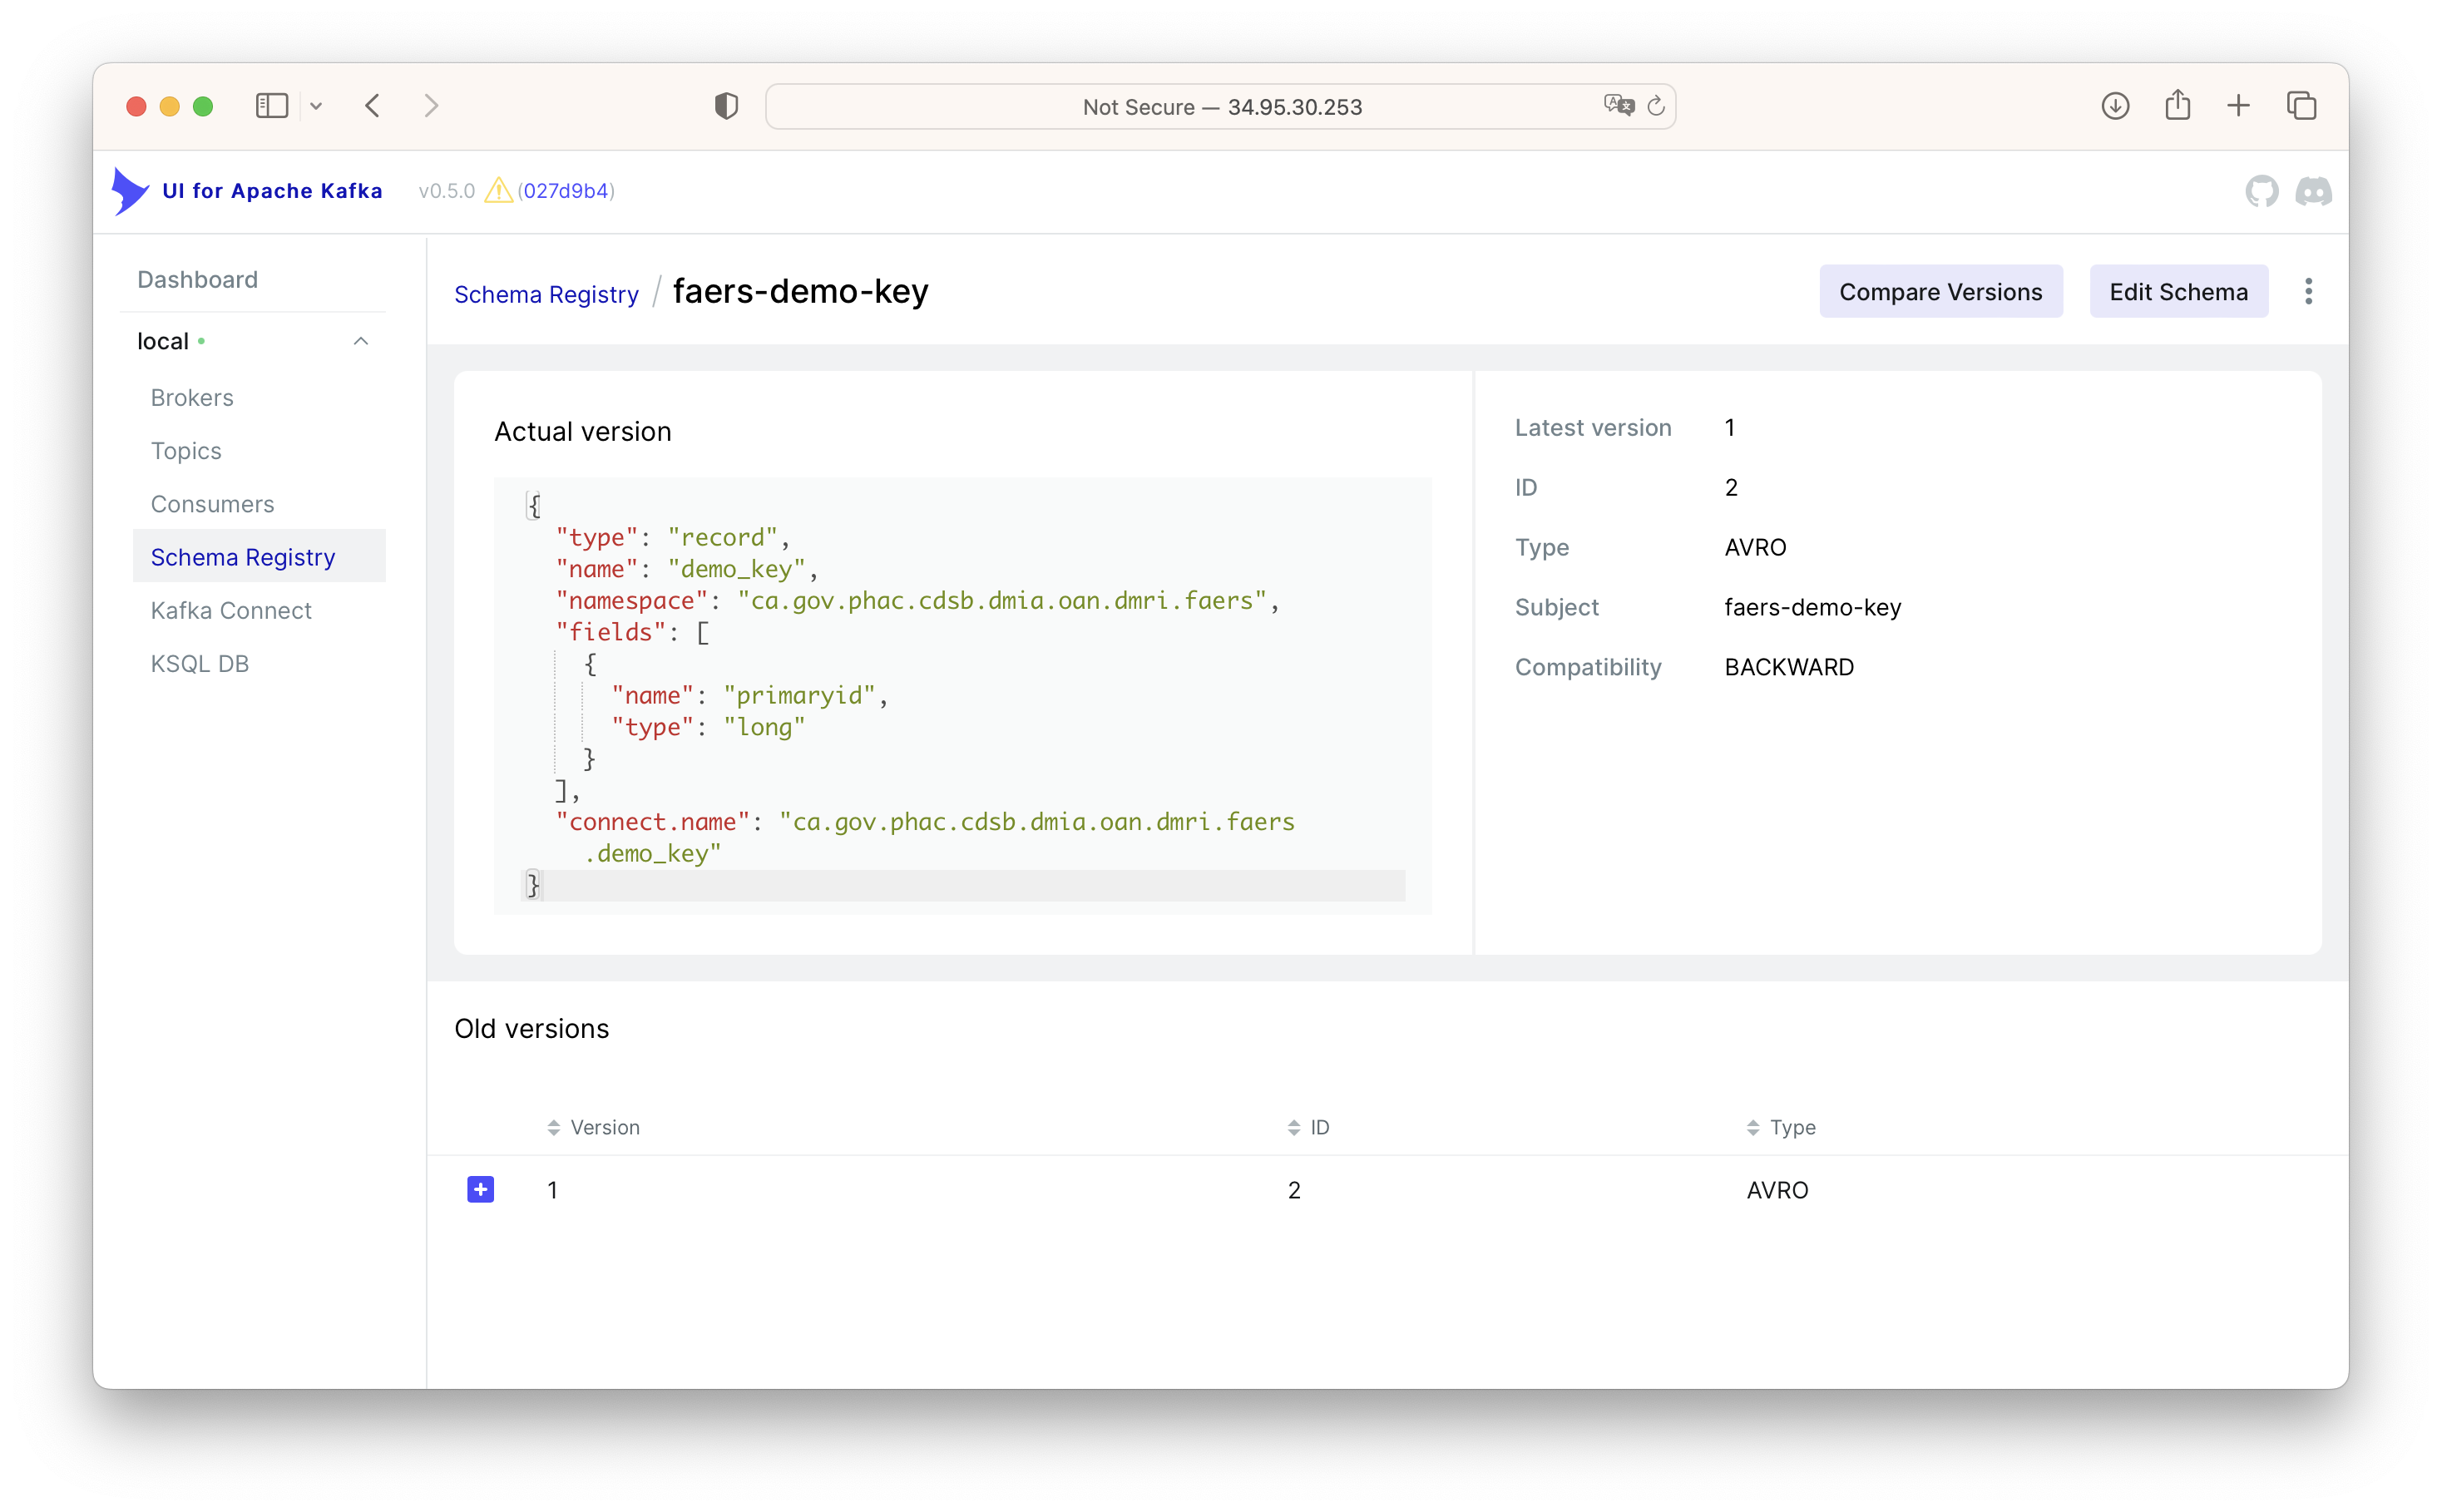 Not Secure — 34.95.30.253
UI for Apache Kafka v0.5.0 (027d9b4)
Dashboard
local
Brokers
Topics
Consumers
Schema Registry
Kafka Connect
KSQL DB
Schema Registry / faers-demo-key
Compare Versions
Edit Schema
Actual version
{
"type": "record",
"name": "demo_key",
"namespace": "ca.gov.phac.cdsb.dmia.oan.dmri.faers",
"fields": [
{
"name": "primaryid",
"type": "long"
}
],
"connect.name": "ca.gov.phac.cdsb.dmia.oan.dmri.faers
.demo_key"
}
Latest version 1
ID 2
Type AVRO
Subject faers-demo-key
Compatibility BACKWARD
Old versions
Version ID Type
1 2 AVRO